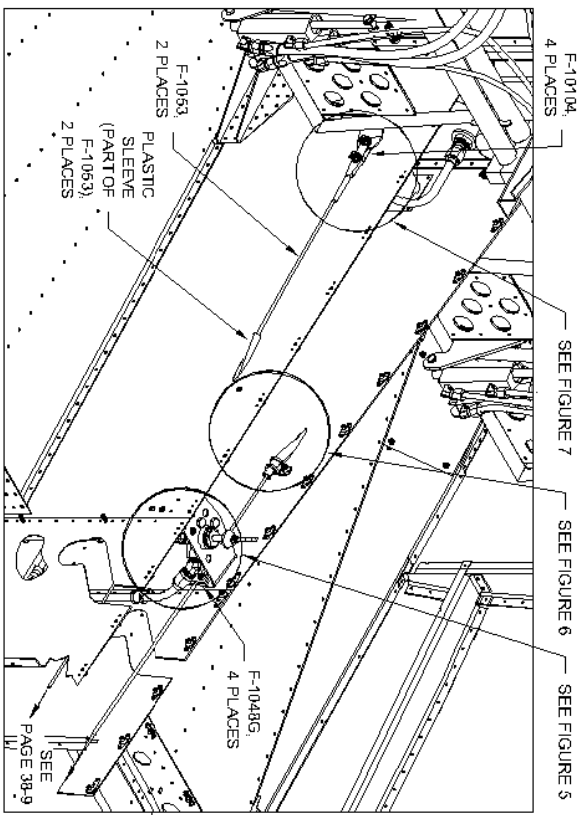 F-10104,
4 PLACES
SEE FIGURE 7
SEE FIGURE 6
SEE FIGURE 5
F-1048G,
4 PLACES
F-1053,
2 PLACES
PLASTIC
SLEEVE
(PART OF
F-1053),
2 PLACES
SEE
PAGE 38-9